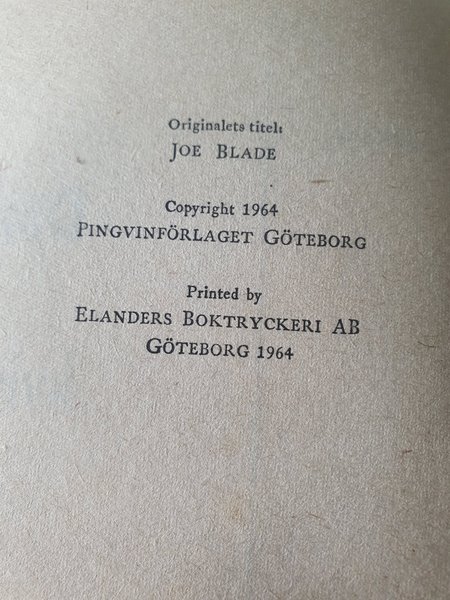 Originalets titel:
JOE BLADE
Copyright 1964
PINGVINFÖRLAGET GÖTEBORG
Printed by
ELANDERS BOKTRYCKERI AB
GÖTEBORG 1964